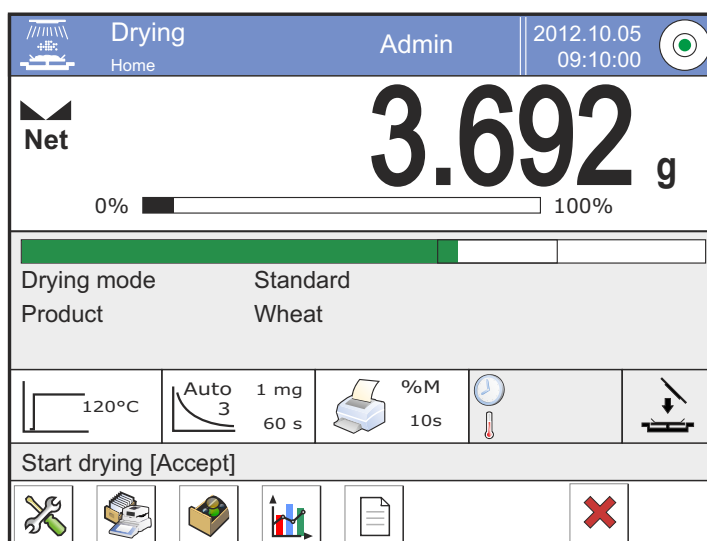 Drying
Home
Admin
2012.10.05
09:10:00
Net
3.692 g
0% 100%
Drying mode Standard
Product Wheat
120°C
Auto 1 mg
3 60 s
%M
10s
Start drying [Accept]